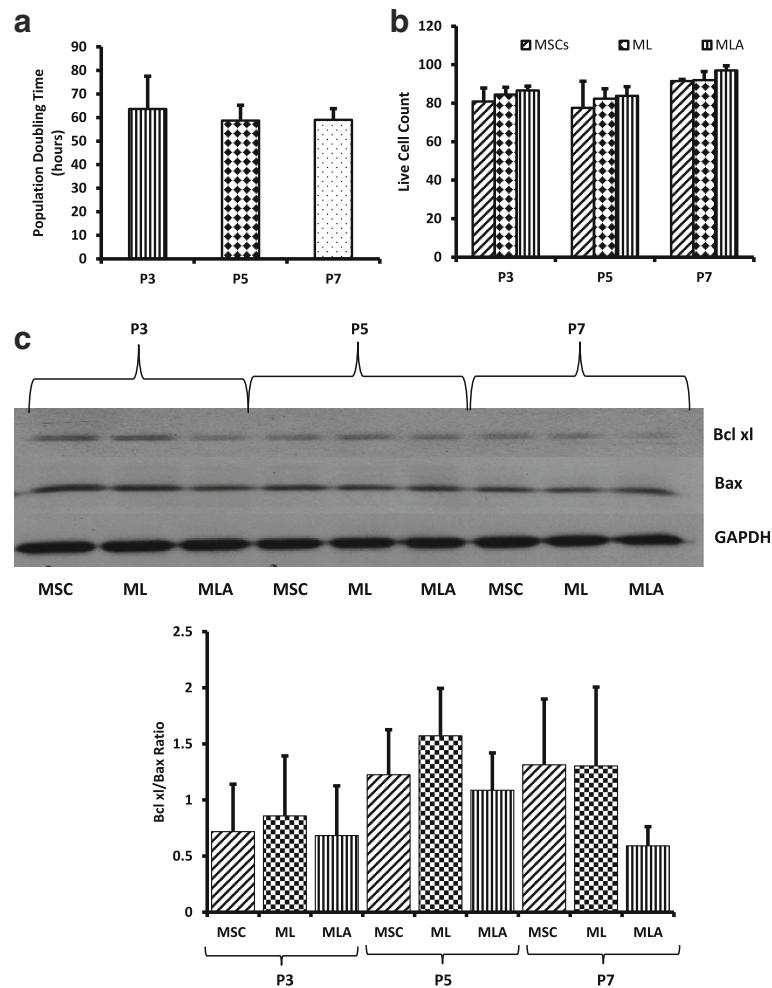 a
Population Doubling Time
(hours)
90
80
70
60
50
40
30
20
10
0
P3
P5
P7
b
Live Cell Count
120
100
80
60
40
20
0
MSCs
ML
MLA
P3
P5
P7
c
P3
P5
P7
Bcl xl
Bax
GAPDH
MSC
ML
MLA
MSC
ML
MLA
MSC
ML
MLA
Bcl xl/Bax Ratio
2.5
2
1.5
1
0.5
0
MSC
ML
MLA
MSC
ML
MLA
MSC
ML
MLA
P3
P5
P7